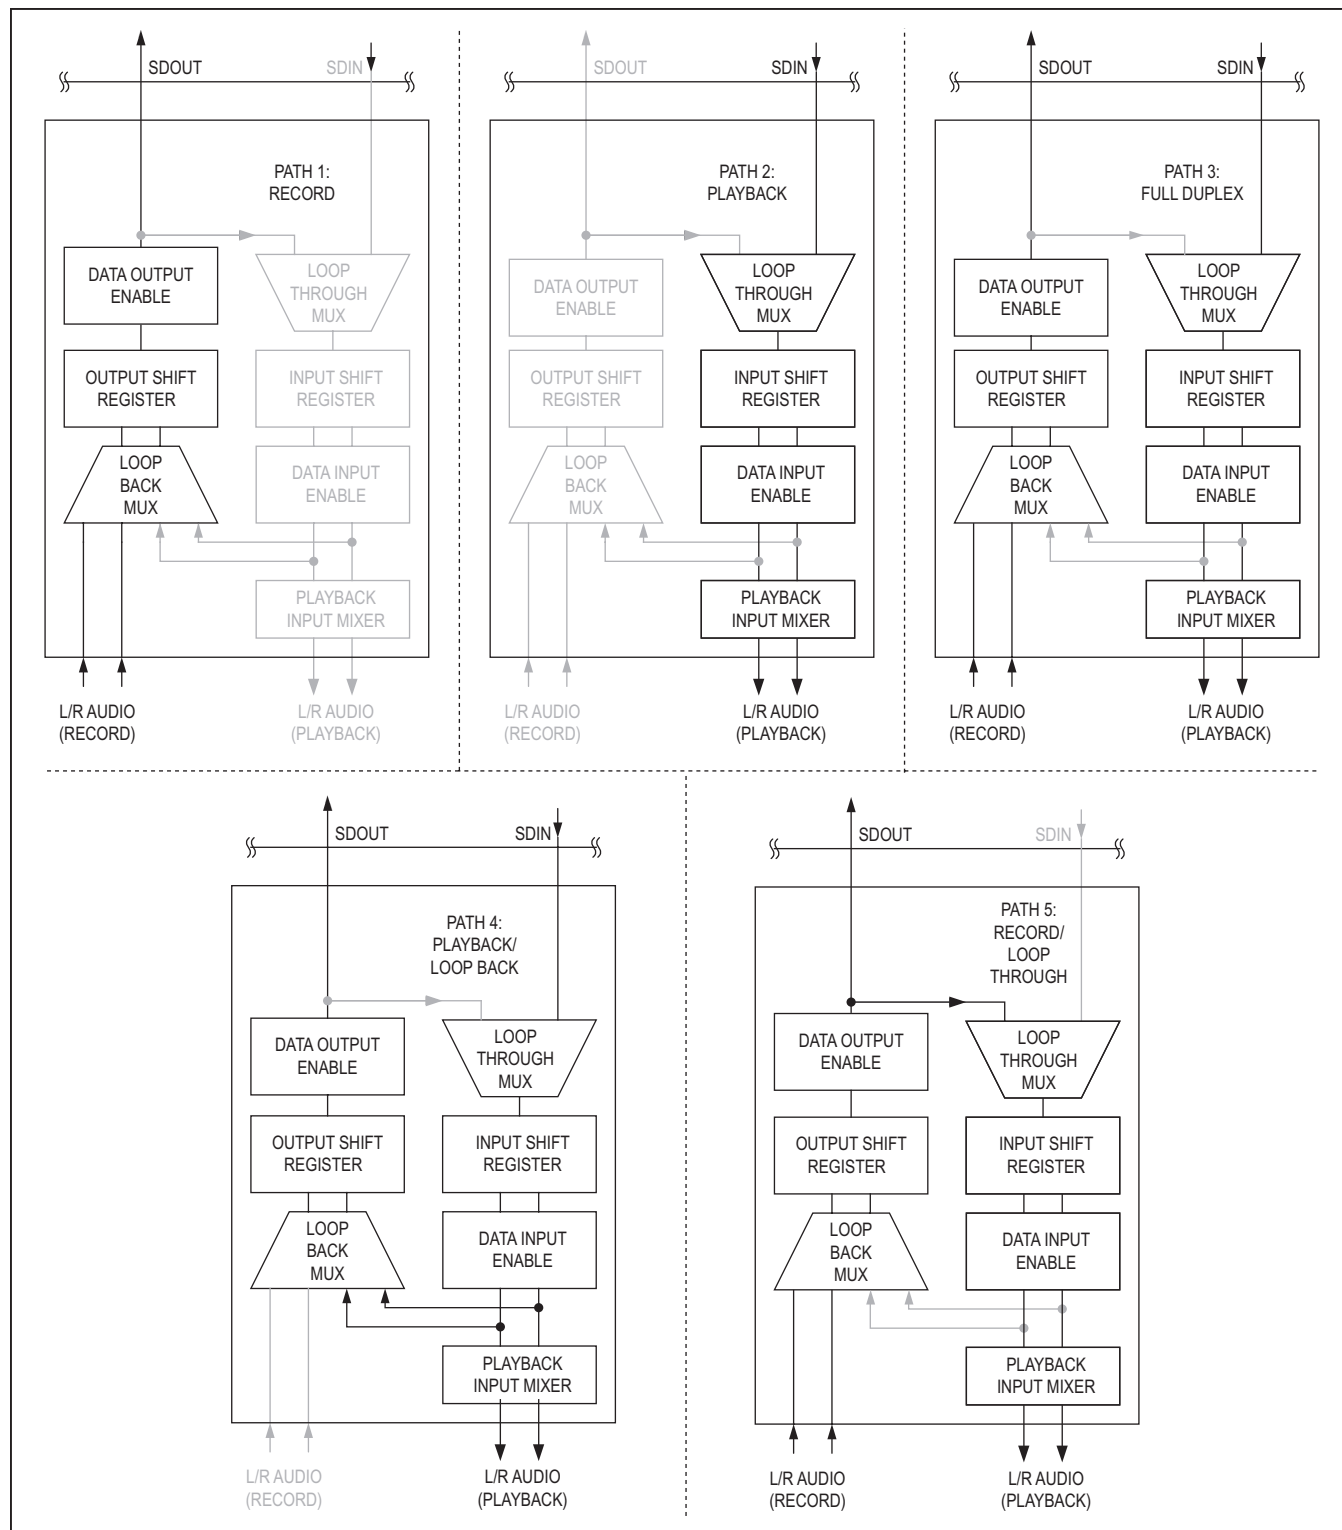 SDOUT
SDIN
PATH 1:
RECORD
DATA OUTPUT
ENABLE
LOOP
THROUGH
MUX
OUTPUT SHIFT
REGISTER
INPUT SHIFT
REGISTER
LOOP
BACK
MUX
DATA INPUT
ENABLE
PLAYBACK
INPUT MIXER
L/R AUDIO
(RECORD)
L/R AUDIO
(PLAYBACK)
SDOUT
SDIN
PATH 2:
PLAYBACK
DATA OUTPUT
ENABLE
LOOP
THROUGH
MUX
OUTPUT SHIFT
REGISTER
INPUT SHIFT
REGISTER
LOOP
BACK
MUX
DATA INPUT
ENABLE
PLAYBACK
INPUT MIXER
L/R AUDIO
(RECORD)
L/R AUDIO
(PLAYBACK)
SDOUT
SDIN
PATH 3:
FULL DUPLEX
DATA OUTPUT
ENABLE
LOOP
THROUGH
MUX
OUTPUT SHIFT
REGISTER
INPUT SHIFT
REGISTER
LOOP
BACK
MUX
DATA INPUT
ENABLE
PLAYBACK
INPUT MIXER
L/R AUDIO
(RECORD)
L/R AUDIO
(PLAYBACK)
SDOUT
SDIN
PATH 4:
PLAYBACK/
LOOP BACK
DATA OUTPUT
ENABLE
LOOP
THROUGH
MUX
OUTPUT SHIFT
REGISTER
INPUT SHIFT
REGISTER
LOOP
BACK
MUX
DATA INPUT
ENABLE
PLAYBACK
INPUT MIXER
L/R AUDIO
(RECORD)
L/R AUDIO
(PLAYBACK)
SDOUT
SDIN
PATH 5:
RECORD/
LOOP
THROUGH
DATA OUTPUT
ENABLE
LOOP
THROUGH
MUX
OUTPUT SHIFT
REGISTER
INPUT SHIFT
REGISTER
LOOP
BACK
MUX
DATA INPUT
ENABLE
PLAYBACK
INPUT MIXER
L/R AUDIO
(RECORD)
L/R AUDIO
(PLAYBACK)